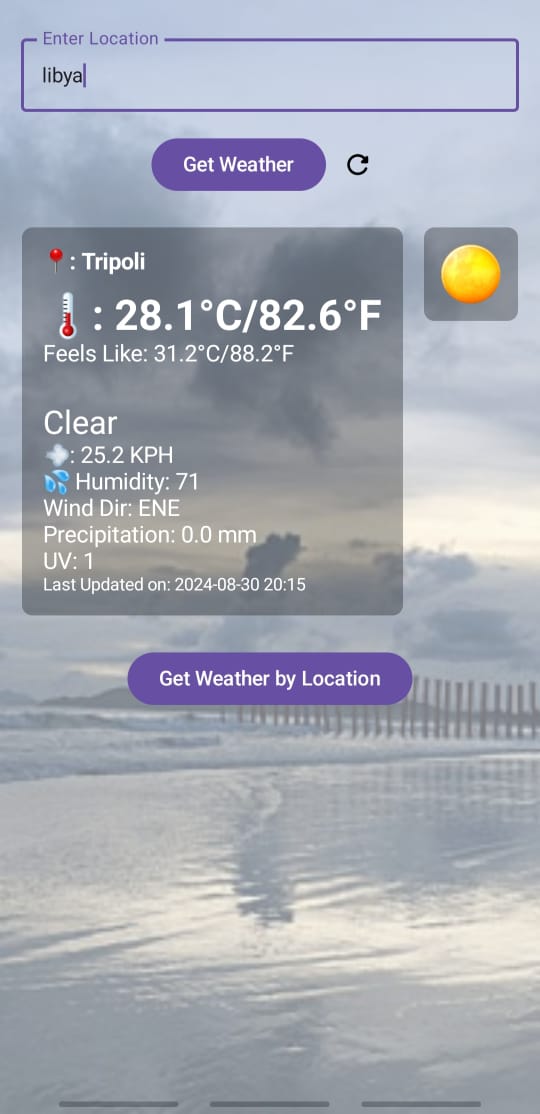 Enter Location
libya
Get Weather
📍: Tripoli
🌡️: 28.1°C/82.6°F
Feels Like: 31.2°C/88.2°F
Clear
💨: 25.2 KPH
💦 Humidity: 71
Wind Dir: ENE
Precipitation: 0.0 mm
UV: 1
Last Updated on: 2024-08-30 20:15
Get Weather by Location